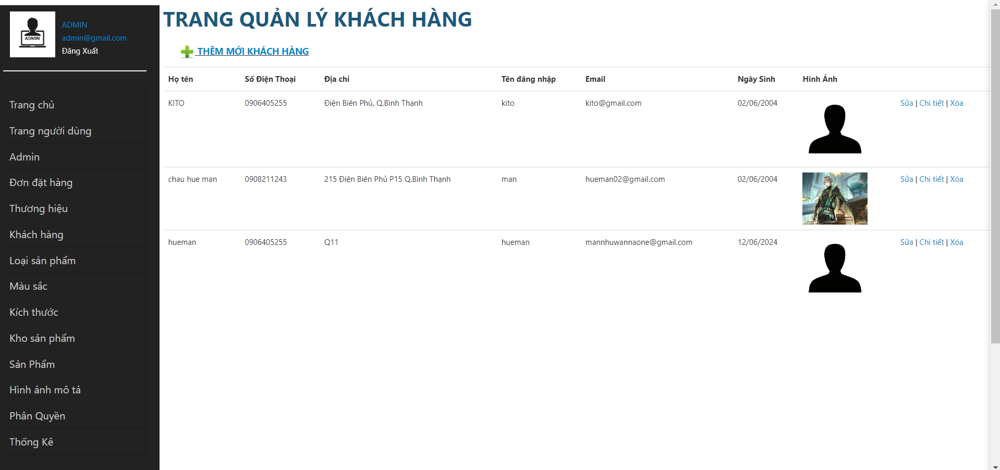 ADMIN
ADMIN
admin@gmail.com
Đăng Xuất
Trang chủ
Trang người dùng
Admin
Đơn đặt hàng
Thương hiệu
Khách hàng
Loại sản phẩm
Màu sắc
Kích thước
Kho sản phẩm
Sản Phẩm
Hình ảnh mô tả
Phân Quyền
Thống Kê
TRANG QUẢN LÝ KHÁCH HÀNG
THÊM MỚI KHÁCH HÀNG
Họ tên Số Điện Thoại Địa chỉ Tên đăng nhập Email Ngày Sinh Hình Ảnh
KITO 0906405255 Điện Biên Phủ, Q.Bình Thạnh kito kito@gmail.com 02/06/2004 Sửa | Chi tiết | Xóa
chau hue man 0908211243 215 Điện Biên Phủ P15 Q.Bình Thạnh man hueman02@gmail.com 02/06/2004 Sửa | Chi tiết | Xóa
hueman 0906405255 Q11 hueman mannhuwannaone@gmail.com 12/06/2024 Sửa | Chi tiết | Xóa